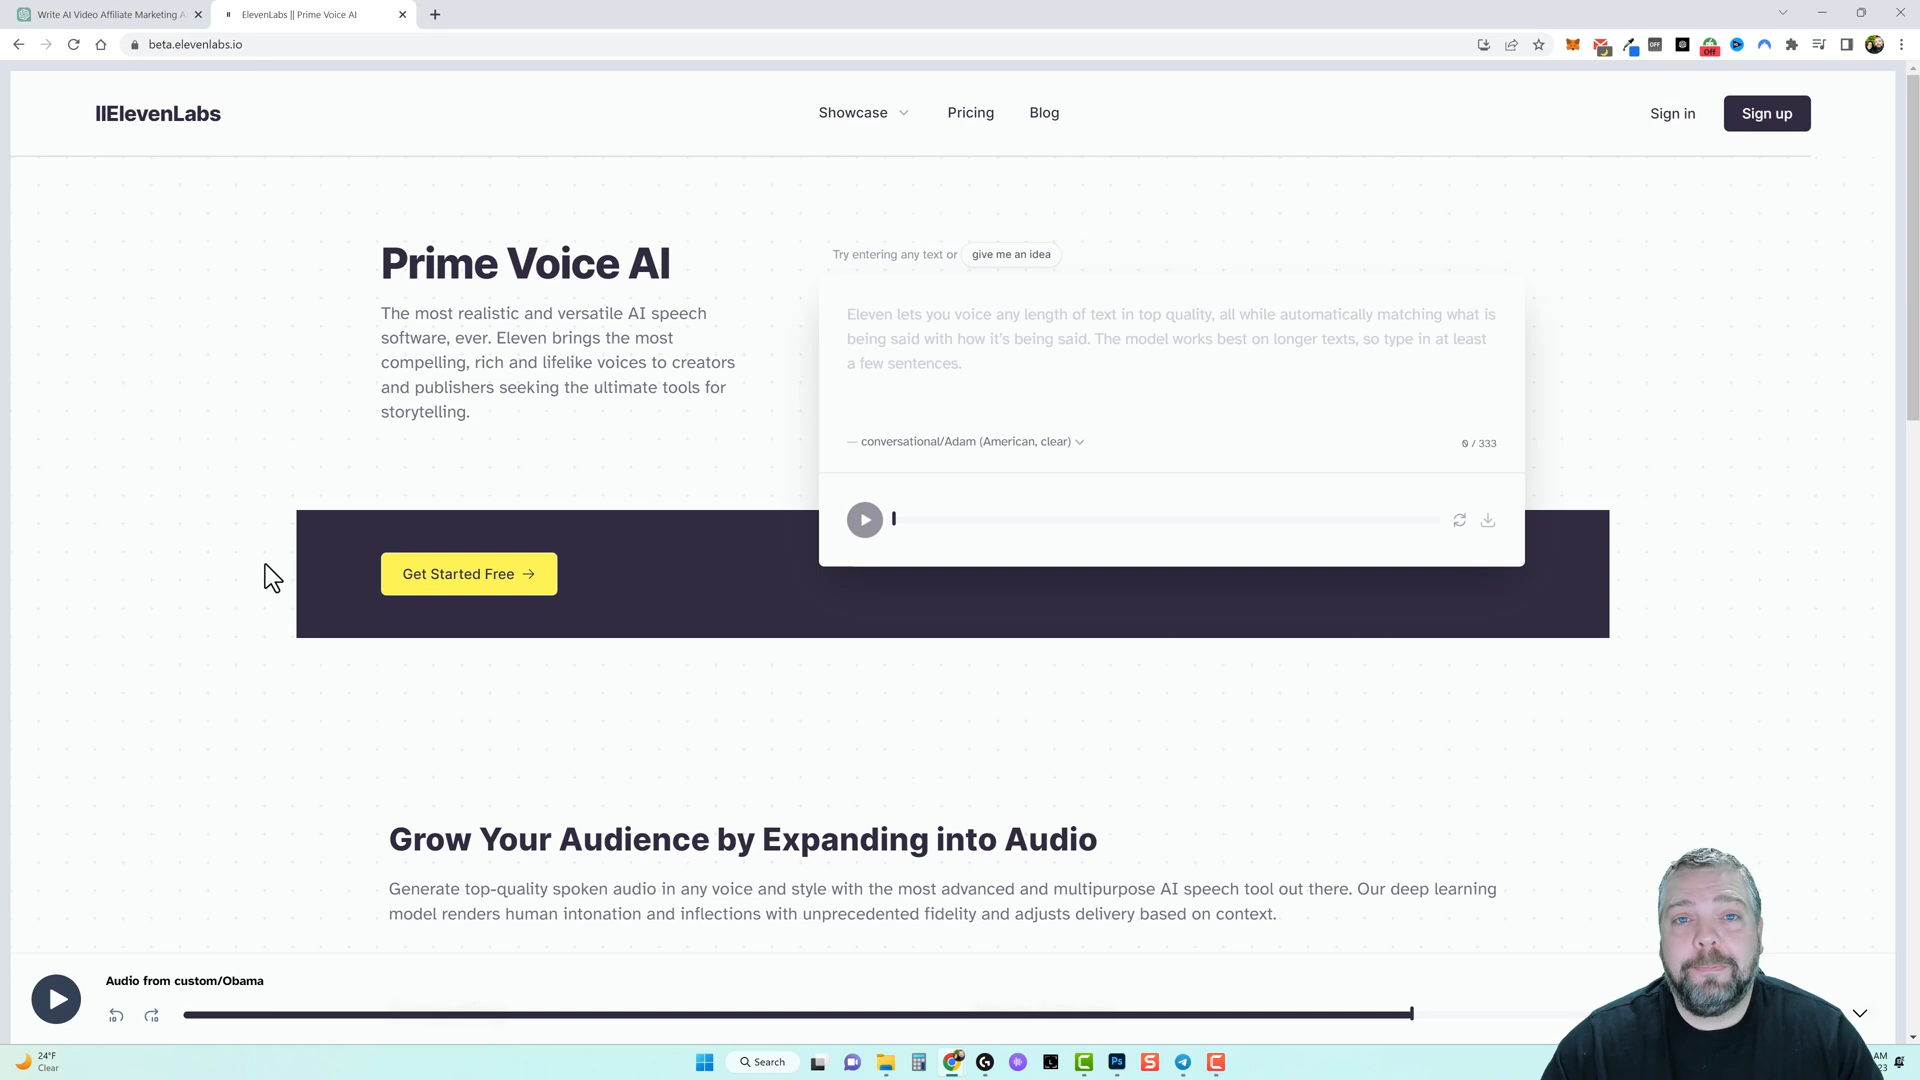 Write AI Video Affiliate Marketing A
ElevenLabs || Prime Voice AI
beta.elevenlabs.io
OFF
Off
IIElevenLabs
Showcase
Pricing
Blog
Sign in
Sign up
Prime Voice AI
The most realistic and versatile AI speech
software, ever. Eleven brings the most
compelling, rich and lifelike voices to creators
and publishers seeking the ultimate tools for
storytelling.
Try entering any text or give me an idea
Eleven lets you voice any length of text in top quality, all while automatically matching what is
being said with how it's being said. The model works best on longer texts, so type in at least
a few sentences.
— conversational/Adam (American, clear)
0 / 333
Get Started Free →
Grow Your Audience by Expanding into Audio
Generate top-quality spoken audio in any voice and style with the most advanced and multipurpose AI speech tool out there. Our deep learning
model renders human intonation and inflections with unprecedented fidelity and adjusts delivery based on context.
Audio from custom/Obama
10
10
24°F
Clear
Search
AM
23